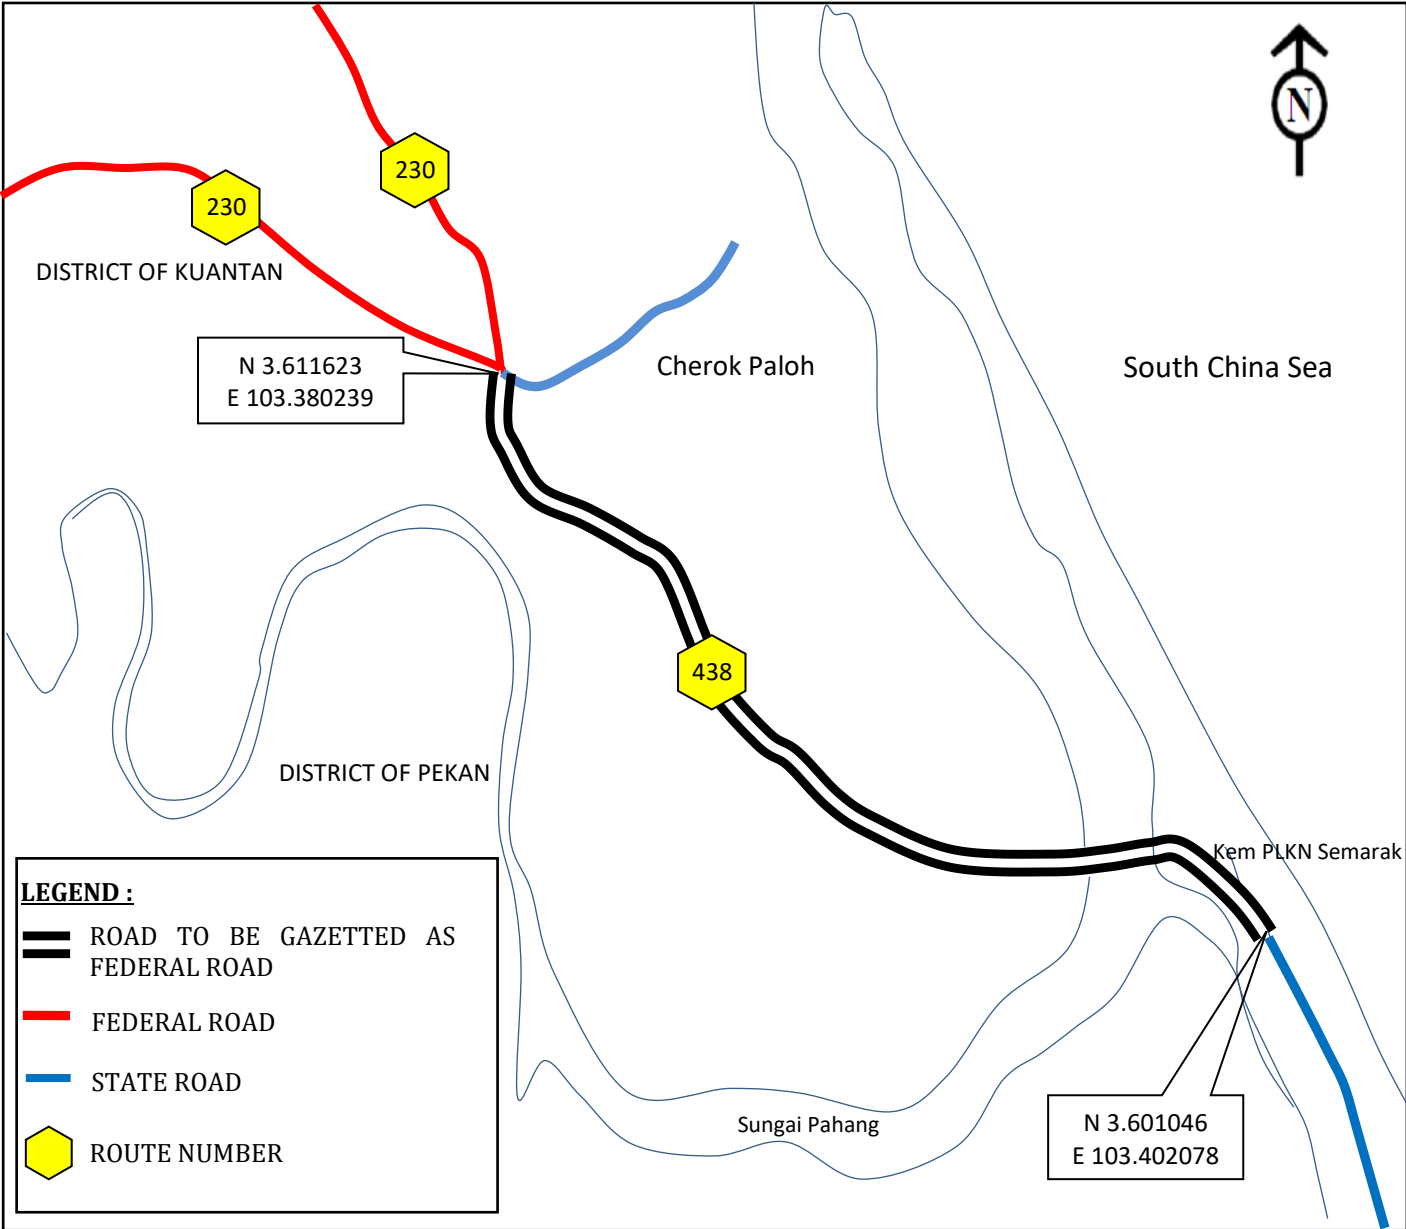 N
230
230
DISTRICT OF KUANTAN
N 3.611623
E 103.380239
Cherok Paloh
South China Sea
438
DISTRICT OF PEKAN
Kem PLKN Semarak
LEGEND :
ROAD TO BE GAZETTED AS
FEDERAL ROAD
FEDERAL ROAD
STATE ROAD
ROUTE NUMBER
Sungai Pahang
N 3.601046
E 103.402078